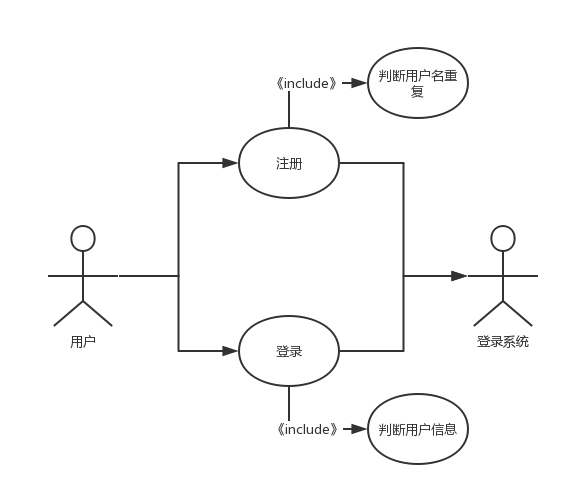 《include》
判断用户名重
复
注册
用户
登录系统
登录
《include》
判断用户信息